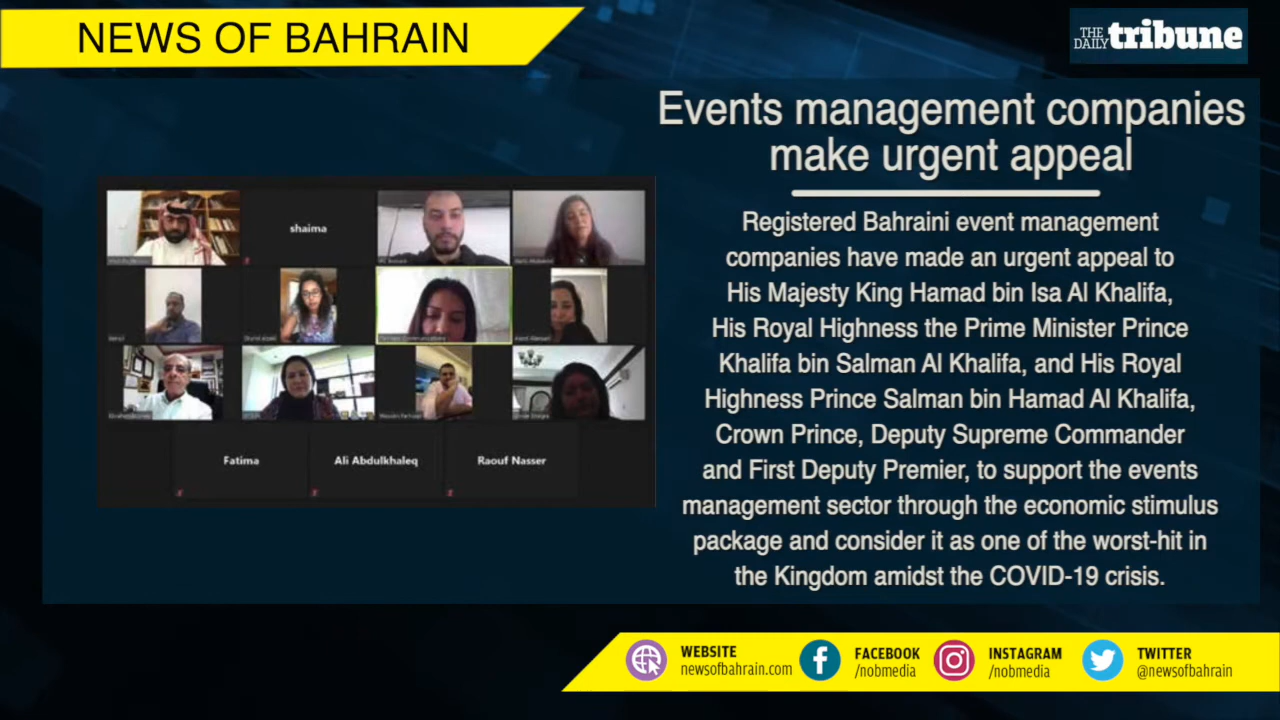 NEWS OF BAHRAIN
THE DAILY tribune
Events management companies
make urgent appeal
Registered Bahraini event management
companies have made an urgent appeal to
His Majesty King Hamad bin Isa Al Khalifa,
His Royal Highness the Prime Minister Prince
Khalifa bin Salman Al Khalifa, and His Royal
Highness Prince Salman bin Hamad Al Khalifa,
Crown Prince, Deputy Supreme Commander
and First Deputy Premier, to support the events
management sector through the economic stimulus
package and consider it as one of the worst-hit in
the Kingdom amidst the COVID-19 crisis.
shaima
Fatima
Ali Abdulkhaleq
Raouf Nasser
WEBSITE
newsofbahrain.com
FACEBOOK
/nobmedia
INSTAGRAM
/nobmedia
TWITTER
@newsofbahrain